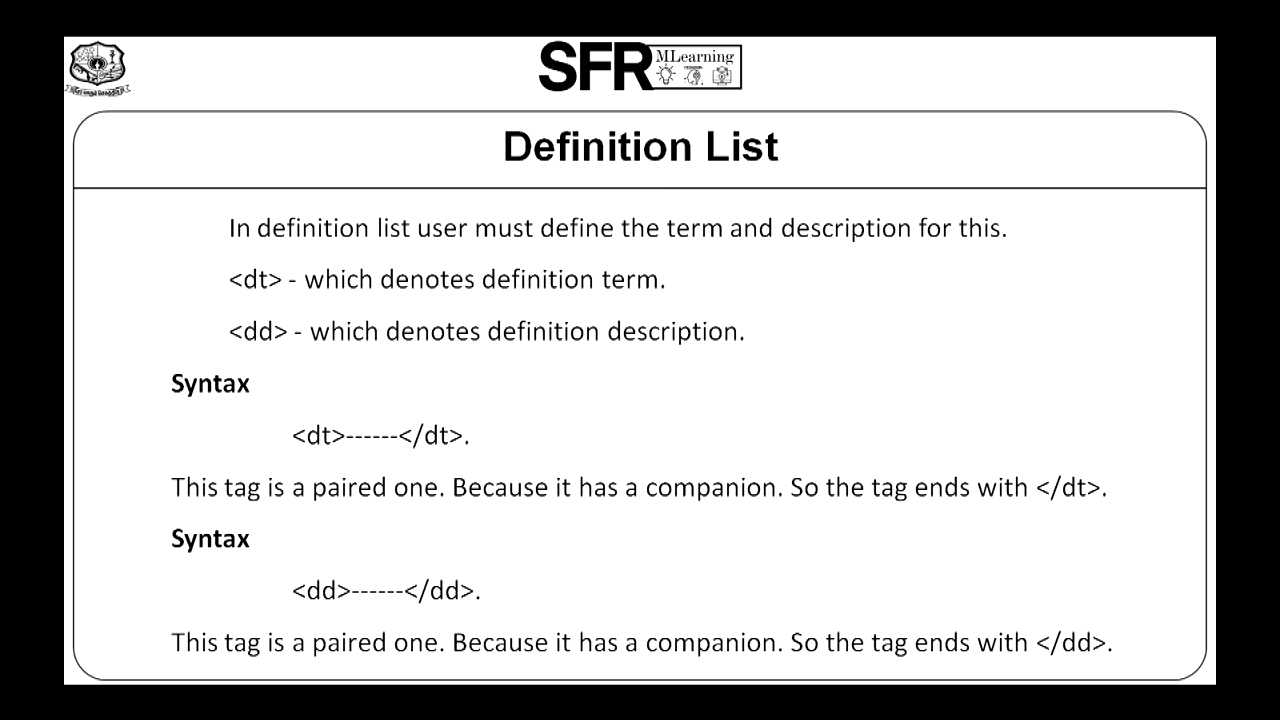 SFR MLearning
Definition List
In definition list user must define the term and description for this.
<dt> - which denotes definition term.
<dd> - which denotes definition description.
Syntax
<dt>------</dt>.
This tag is a paired one. Because it has a companion. So the tag ends with </dt>.
Syntax
<dd>------</dd>.
This tag is a paired one. Because it has a companion. So the tag ends with </dd>.